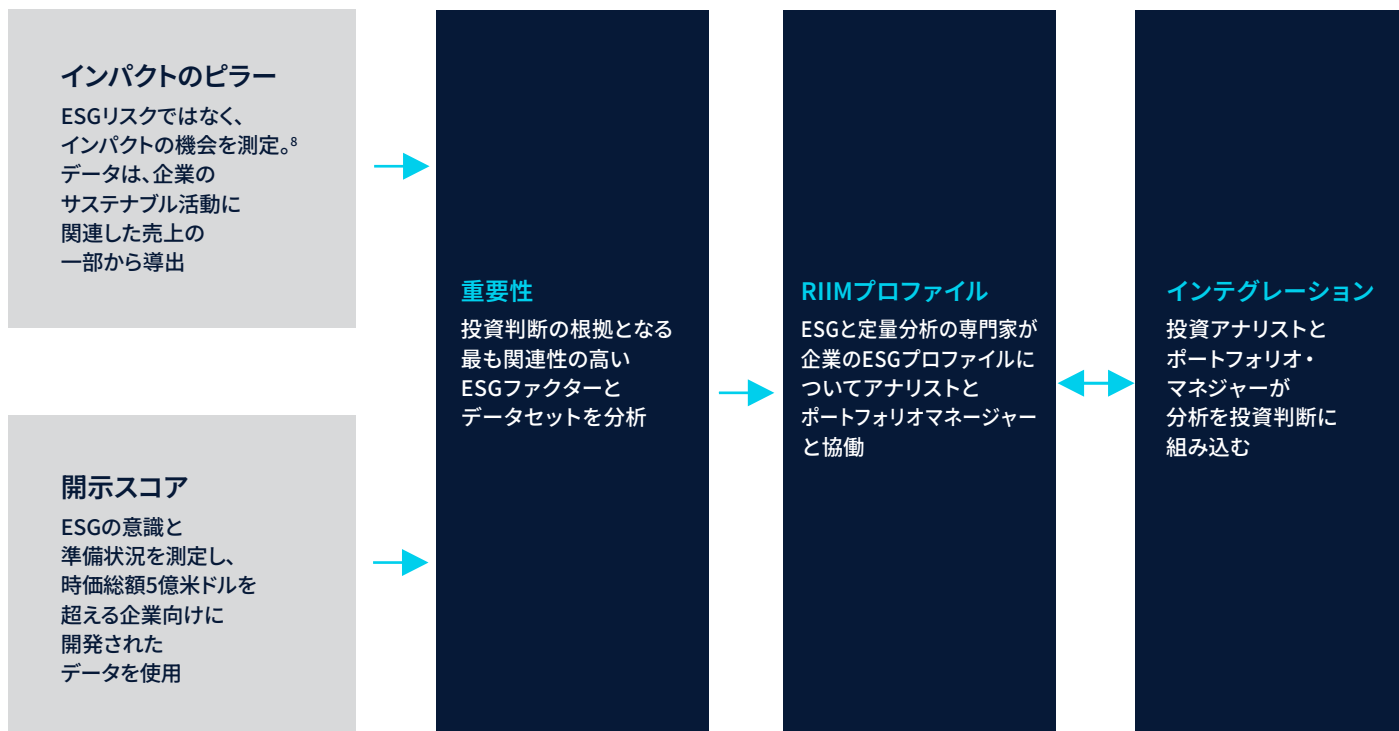 インパクトのピラー
ESGリスクではなく、
インパクトの機会を測定。⁸
データは、企業の
サステナブル活動に
関連した売上の
一部から導出
開示スコア
ESGの意識と
準備状況を測定し、
時価総額5億米ドルを
超える企業向けに
開発された
データを使用
重要性
投資判断の根拠となる
最も関連性の高い
ESGファクターと
データセットを分析
RIIMプロファイル
ESGと定量分析の専門家が
企業のESGプロファイルに
ついてアナリストと
ポートフォリオマネージャー
と協働
インテグレーション
投資アナリストと
ポートフォリオ・
マネジャーが
分析を投資判断に
組み込む